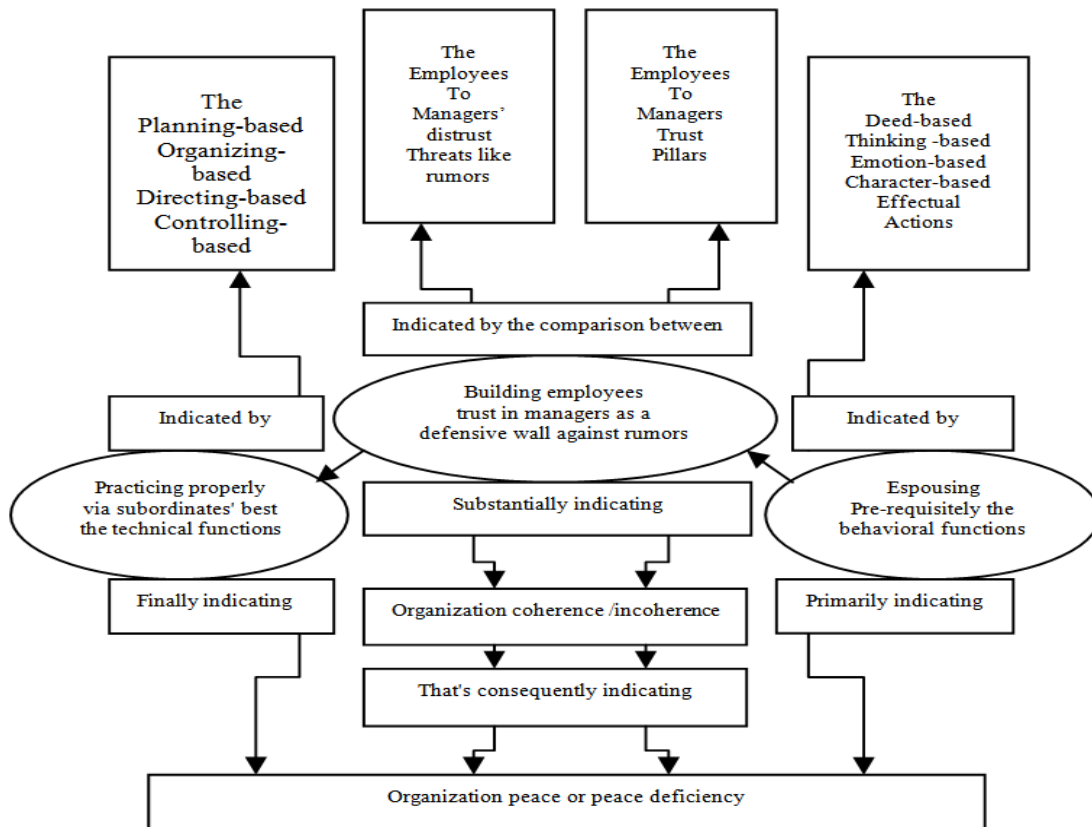 The
Planning-based
Organizing-
based
Directing-based
Controlling-
based
The
Employees
To
Managers’
distrust
Threats like
rumors
The
Employees
To
Managers
Trust
Pillars
The
Deed-based
Thinking -based
Emotion-based
Character-based
Effectual
Actions
Indicated by the comparison between
Indicated by
Building employees
trust in managers as a
defensive wall against rumors
Indicated by
Practicing properly
via subordinates' best
the technical functions
Substantially indicating
Espousing
Pre-requisitely the
behavioral functions
Finally indicating
Organization coherence /incoherence
Primarily indicating
That's consequently indicating
Organization peace or peace deficiency